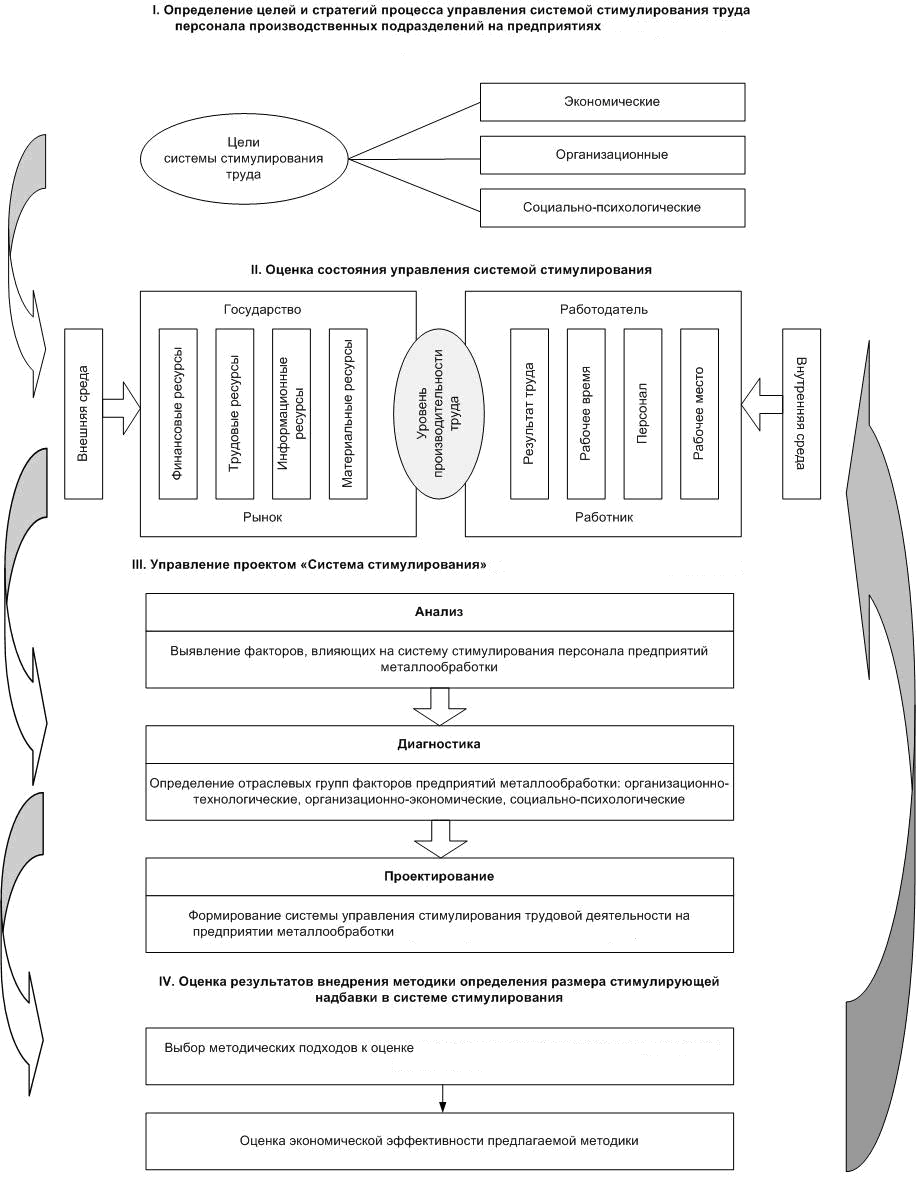 I. Определение целей и стратегий процесса управления системой стимулирования труда
персонала производственных подразделений на предприятиях
Экономические
Цели
системы стимулирования
труда
Организационные
Социально-психологические
II. Оценка состояния управления системой стимулирования
Внешняя среда
Государство
Финансовые ресурсы
Трудовые ресурсы
Информационные
ресурсы
Материальные ресурсы
Рынок
Уровень
производительности
труда
Работодатель
Результат труда
Рабочее время
Персонал
Рабочее место
Работник
Внутренняя среда
III. Управление проектом «Система стимулирования»
Анализ
Выявление факторов, влияющих на систему стимулирования персонала предприятий
металлообработки
Диагностика
Определение отраслевых групп факторов предприятий металлообработки: организационно-
технологические, организационно-экономические, социально-психологические
Проектирование
Формирование системы управления стимулирования трудовой деятельности на
предприятии металлообработки
IV. Оценка результатов внедрения методики определения размера стимулирующей
надбавки в системе стимулирования
Выбор методических подходов к оценке
Оценка экономической эффективности предлагаемой методики